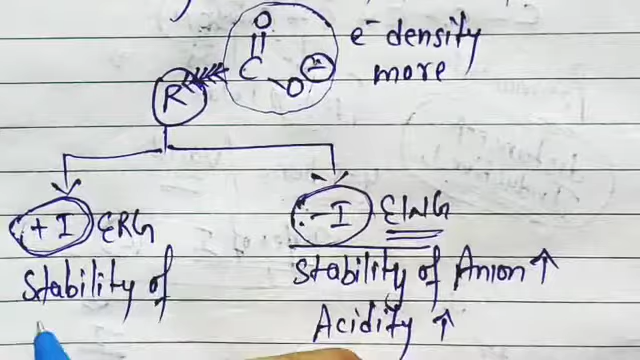 O
e⁻ density
C
O⊖
more
R
+ I ERG
- I EWG
Stability of
Stability of Anion ↑
Acidity ↑